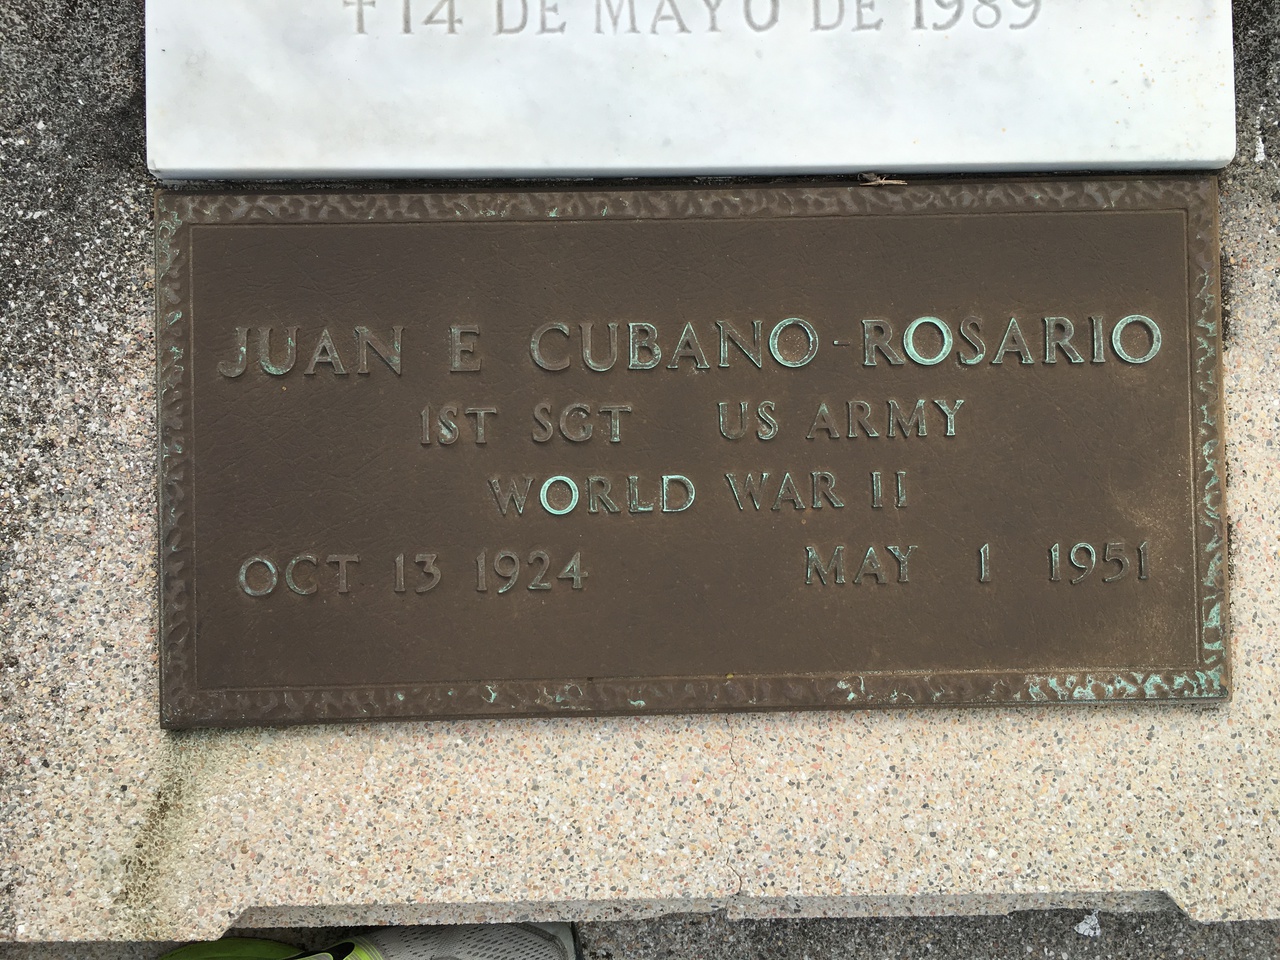 ✝14 DE MAYO DE 1989
JUAN E CUBANO-ROSARIO
1ST SGT US ARMY
WORLD WAR II
OCT 13 1924 MAY 1 1951